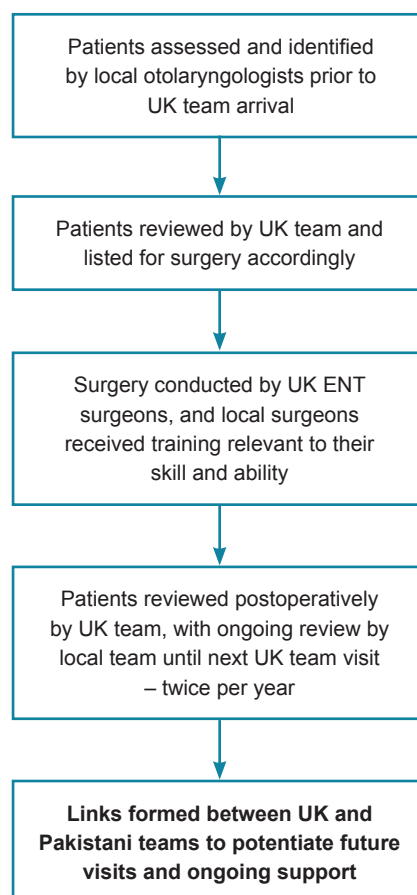 Patients assessed and identified
by local otolaryngologists prior to
UK team arrival
Patients reviewed by UK team and
listed for surgery accordingly
Surgery conducted by UK ENT
surgeons, and local surgeons
received training relevant to their
skill and ability
Patients reviewed postoperatively
by UK team, with ongoing review by
local team until next UK team visit
– twice per year
Links formed between UK and
Pakistani teams to potentiate future
visits and ongoing support